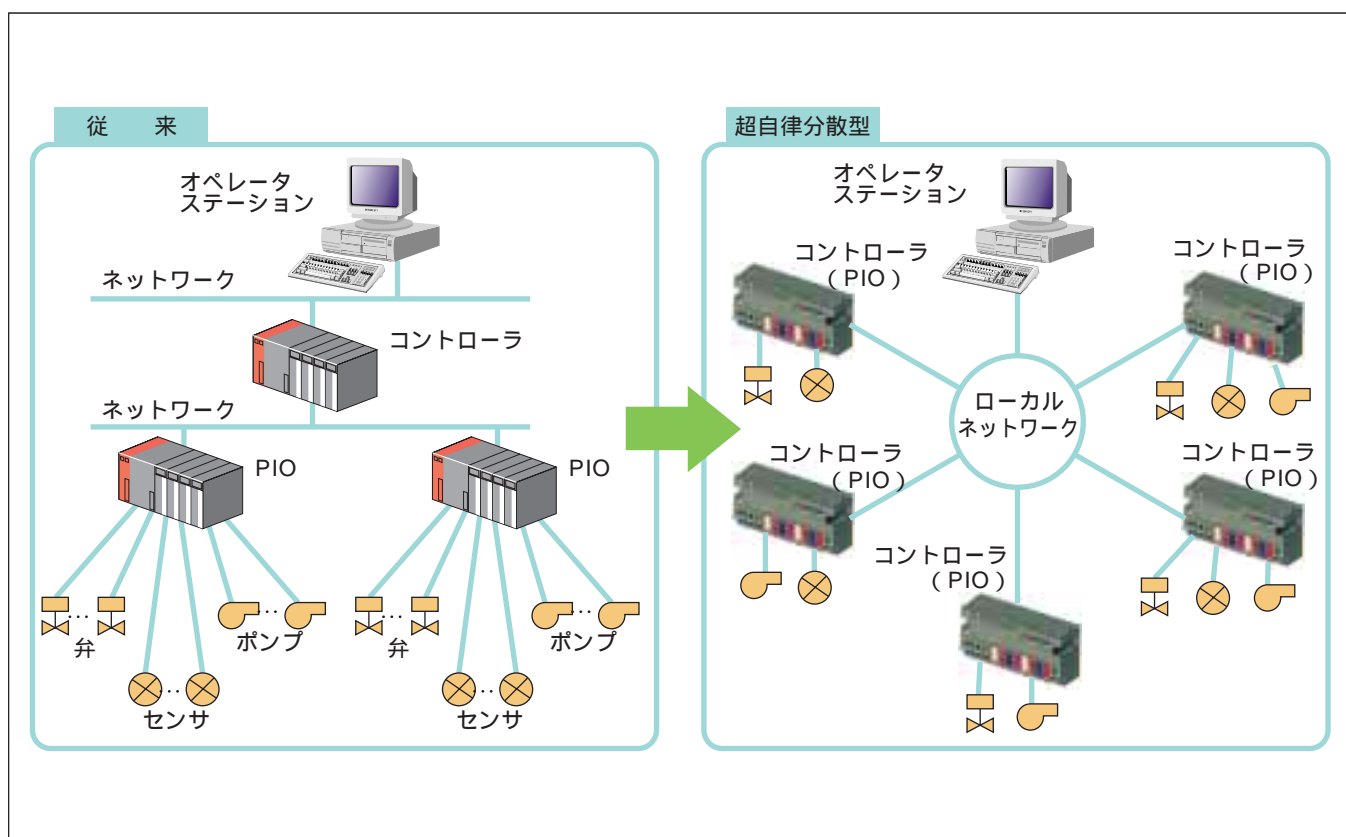 従 来
オペレータ
ステーション
ネットワーク
コントローラ
ネットワーク
PIO
PIO
弁
ポンプ
弁
ポンプ
センサ
センサ
超自律分散型
オペレータ
ステーション
コントローラ
(PIO)
コントローラ
(PIO)
ローカル
ネットワーク
コントローラ
(PIO)
コントローラ
(PIO)
コントローラ
(PIO)